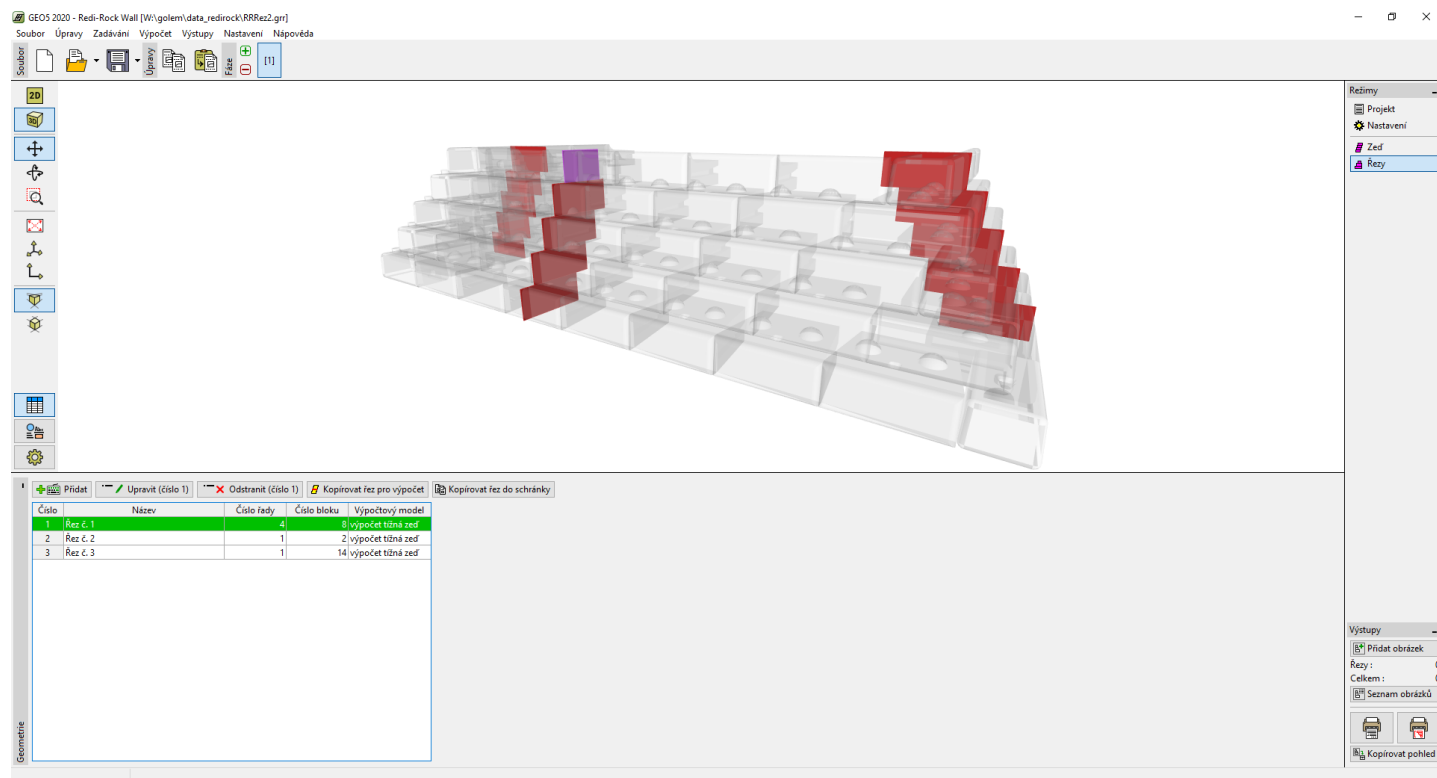 GEO5 2020 - Redi-Rock Wall [W:\golem\data_redirock\RRRez2.grr]
Soubor Úpravy Zadávání Výpočet Výstupy Nastavení Nápověda
Soubor
Úpravy
Fáze
[1]
2D
3D
Režimy
Projekt
Nastavení
Zeď
Řezy
Přidat Upravit (číslo 1) Odstranit (číslo 1) Kopírovat řez pro výpočet Kopírovat řez do schránky
Číslo Název Číslo řady Číslo bloku Výpočtový model
1 Řez č. 1 4 8 výpočet tížná zeď
2 Řez č. 2 1 2 výpočet tížná zeď
3 Řez č. 3 1 14 výpočet tížná zeď
Geometrie
Výstupy
Přidat obrázek
Řezy :
Celkem :
Seznam obrázků
Kopírovat pohled